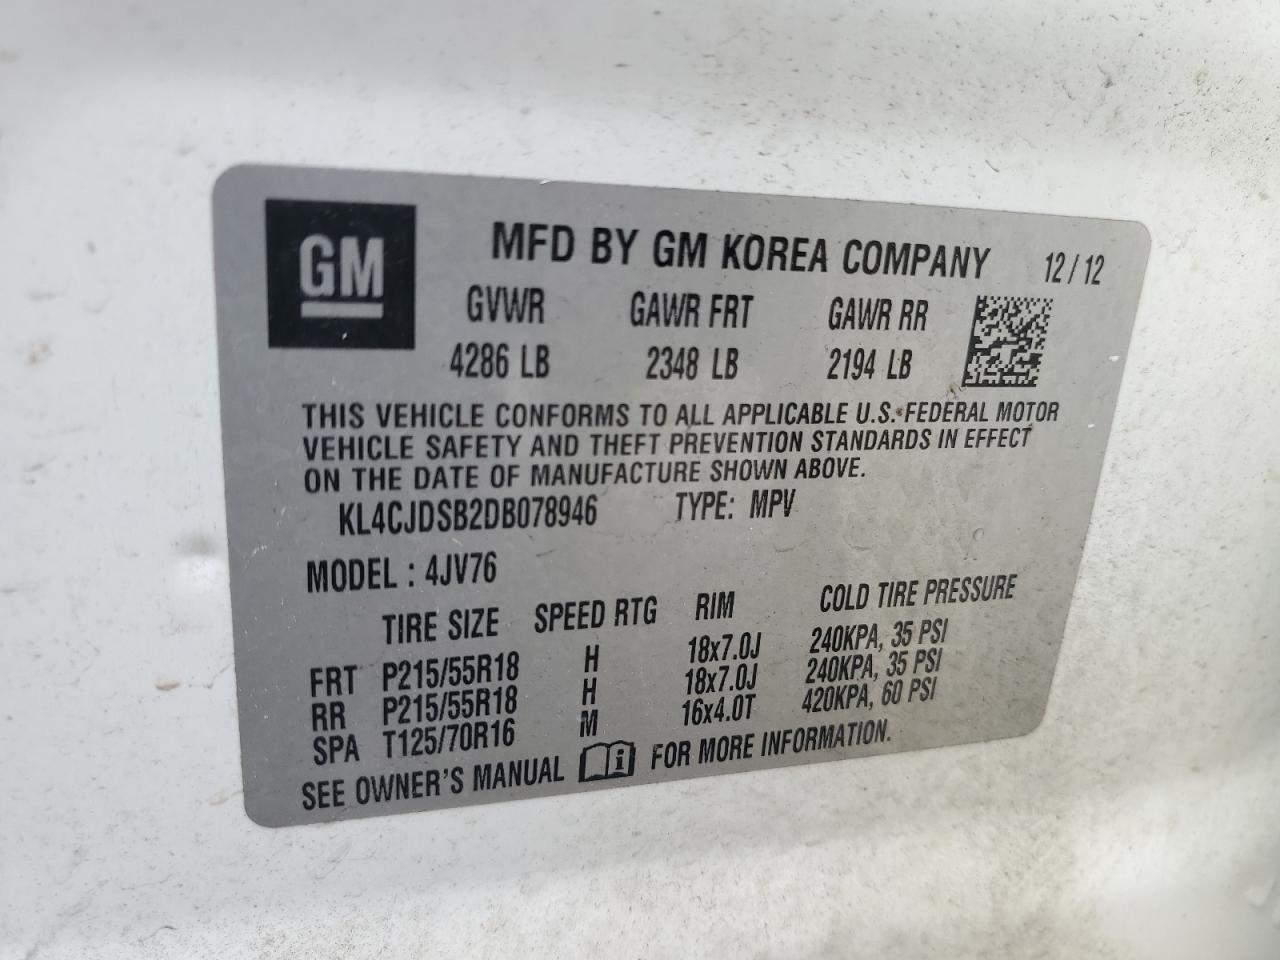 GM
MFD BY GM KOREA COMPANY 12/12
GVWR GAWR FRT GAWR RR
4286 LB 2348 LB 2194 LB
THIS VEHICLE CONFORMS TO ALL APPLICABLE U.S. FEDERAL MOTOR
VEHICLE SAFETY AND THEFT PREVENTION STANDARDS IN EFFECT
ON THE DATE OF MANUFACTURE SHOWN ABOVE.
KL4CJDSB2DB078946 TYPE: MPV
MODEL : 4JV76
TIRE SIZE SPEED RTG RIM COLD TIRE PRESSURE
FRT P215/55R18 H 18x7.0J 240KPA, 35 PSI
RR P215/55R18 H 18x7.0J 240KPA, 35 PSI
SPA T125/70R16 M 16x4.0T 420KPA, 60 PSI
SEE OWNER'S MANUAL i FOR MORE INFORMATION.